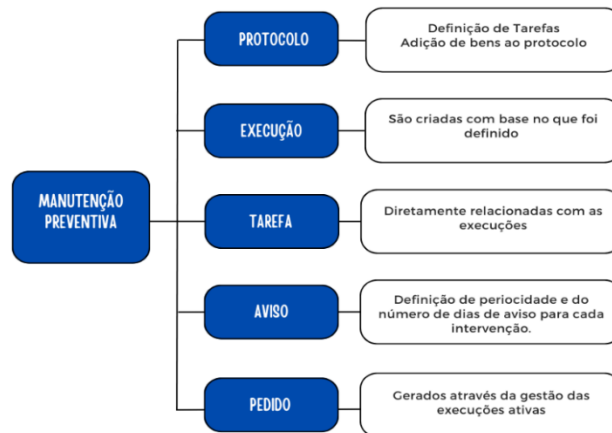 PROTOCOLO
Definição de Tarefas
Adição de bens ao protocolo
EXECUÇÃO
São criadas com base no que foi
definido
MANUTENÇÃO
PREVENTIVA
TAREFA
Diretamente relacionadas com as
execuções
AVISO
Definição de periocidade e do
número de dias de aviso para cada
intervenção.
PEDIDO
Gerados através da gestão das
execuções ativas